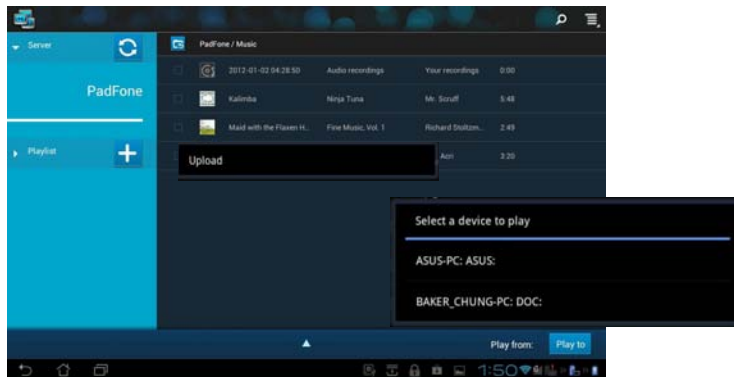 Server
PadFone / Music
2012-01-02 04:28:50 Audio recordings Your recordings 0:00
PadFone
Kalimba Ninja Tuna Mr. Scruff 5:48
Maid with the Flaxen H... Fine Music, Vol. 1 Richard Stoltzm... 2:49
Playlist
Upload
Acri 3:20
Select a device to play
ASUS-PC: ASUS:
BAKER_CHUNG-PC: DOC:
Play from: Play to
1:50